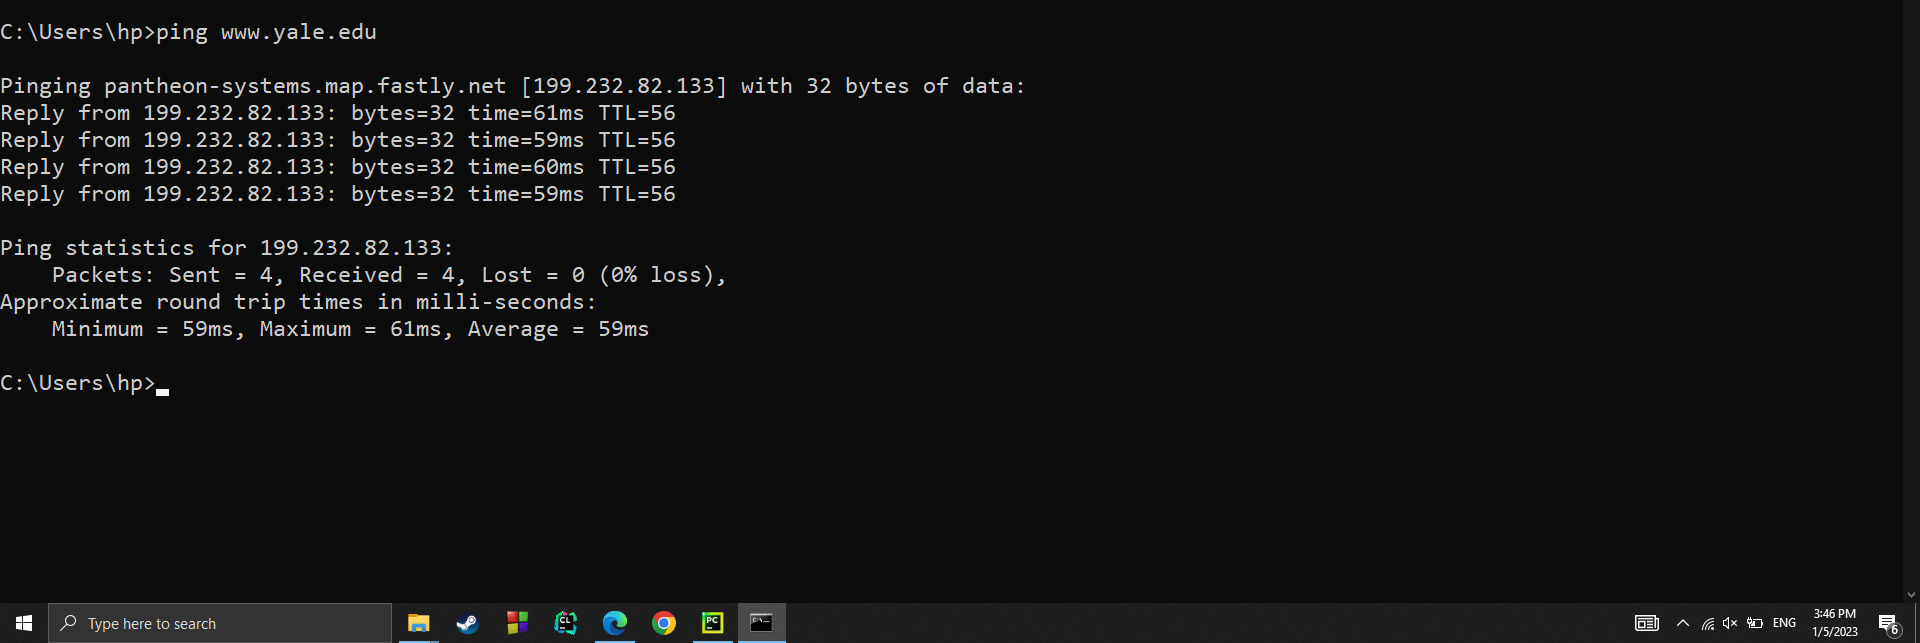 C:\Users\hp>ping www.yale.edu
Pinging pantheon-systems.map.fastly.net [199.232.82.133] with 32 bytes of data:
Reply from 199.232.82.133: bytes=32 time=61ms TTL=56
Reply from 199.232.82.133: bytes=32 time=59ms TTL=56
Reply from 199.232.82.133: bytes=32 time=60ms TTL=56
Reply from 199.232.82.133: bytes=32 time=59ms TTL=56
Ping statistics for 199.232.82.133:
    Packets: Sent = 4, Received = 4, Lost = 0 (0% loss),
Approximate round trip times in milli-seconds:
    Minimum = 59ms, Maximum = 61ms, Average = 59ms
C:\Users\hp>
Type here to search
CL
PC
ENG
3:46 PM
1/5/2023
6